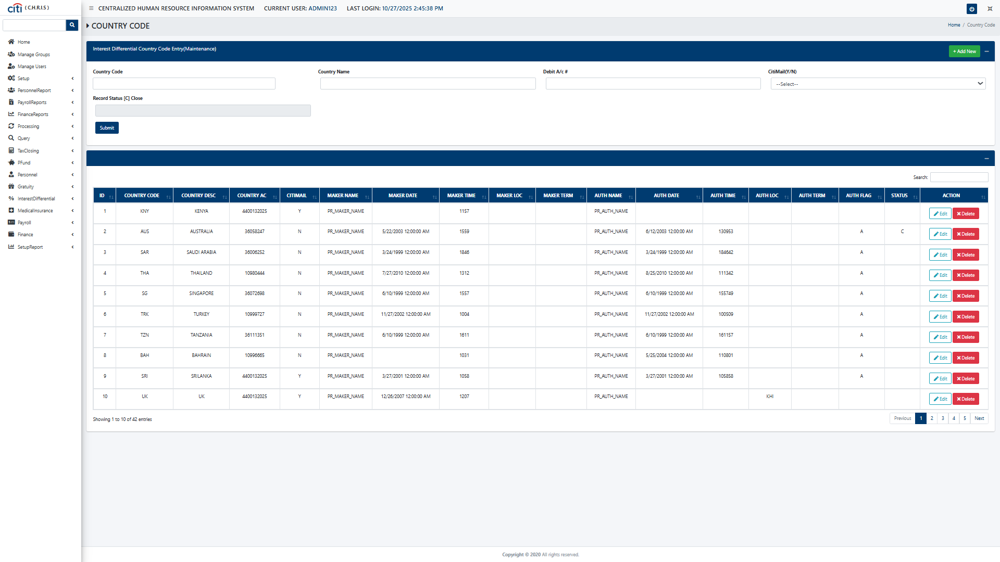 citi ( C.H.R.I.S )
CENTRALIZED HUMAN RESOURCE INFORMATION SYSTEM CURRENT USER: ADMIN123 LAST LOGIN: 10/27/2025 2:45:38 PM
COUNTRY CODE
Home / Country Code
Home
Manage Groups
Manage Users
Setup
PersonnelReport
PayrollReports
FinanceReports
Processing
Query
TaxClosing
PFund
Personnel
Gratuity
InterestDifferential
MedicalInsurance
Payroll
Finance
SetupReport
Interest Differential Country Code Entry(Maintenance)
+ Add New
Country Code Country Name Debit A/c # CitiMail(Y/N)
--Select--
Record Status [C] Close
Submit
Search:
ID COUNTRY CODE COUNTRY DESC COUNTRY AC CITIMAIL MAKER NAME MAKER DATE MAKER TIME MAKER LOC MAKER TERM AUTH NAME AUTH DATE AUTH TIME AUTH LOC AUTH TERM AUTH FLAG STATUS ACTION
1 KNY KENYA 4400132025 Y PR_MAKER_NAME 1157 PR_AUTH_NAME Edit Delete
2 AUS AUSTRALIA 36058247 N PR_MAKER_NAME 5/22/2003 12:00:00 AM 1559 PR_AUTH_NAME 6/12/2003 12:00:00 AM 130953 A C Edit Delete
3 SAR SAUDI ARABIA 36006252 N PR_MAKER_NAME 3/24/1999 12:00:00 AM 1846 PR_AUTH_NAME 3/24/1999 12:00:00 AM 184642 A Edit Delete
4 THA THAILAND 10980444 N PR_MAKER_NAME 7/27/2010 12:00:00 AM 1312 PR_AUTH_NAME 8/25/2010 12:00:00 AM 111342 A Edit Delete
5 SG SINGAPORE 36072698 N PR_MAKER_NAME 6/10/1999 12:00:00 AM 1557 PR_AUTH_NAME 6/10/1999 12:00:00 AM 155749 A Edit Delete
6 TRK TURKEY 10999727 N PR_MAKER_NAME 11/27/2002 12:00:00 AM 1004 PR_AUTH_NAME 11/27/2002 12:00:00 AM 100509 A Edit Delete
7 TZN TANZANIA 36111351 N PR_MAKER_NAME 6/10/1999 12:00:00 AM 1611 PR_AUTH_NAME 6/10/1999 12:00:00 AM 161157 A Edit Delete
8 BAH BAHRAIN 10996665 N PR_MAKER_NAME 1031 PR_AUTH_NAME 5/25/2004 12:00:00 AM 110801 A Edit Delete
9 SRI SRILANKA 4400132025 Y PR_MAKER_NAME 3/27/2001 12:00:00 AM 1058 PR_AUTH_NAME 3/27/2001 12:00:00 AM 105858 A Edit Delete
10 UK UK 4400132025 Y PR_MAKER_NAME 12/26/2007 12:00:00 AM 1207 PR_AUTH_NAME KHI Edit Delete
Showing 1 to 10 of 42 entries
Previous 1 2 3 4 5 Next
Copyright © 2020 All rights reserved.